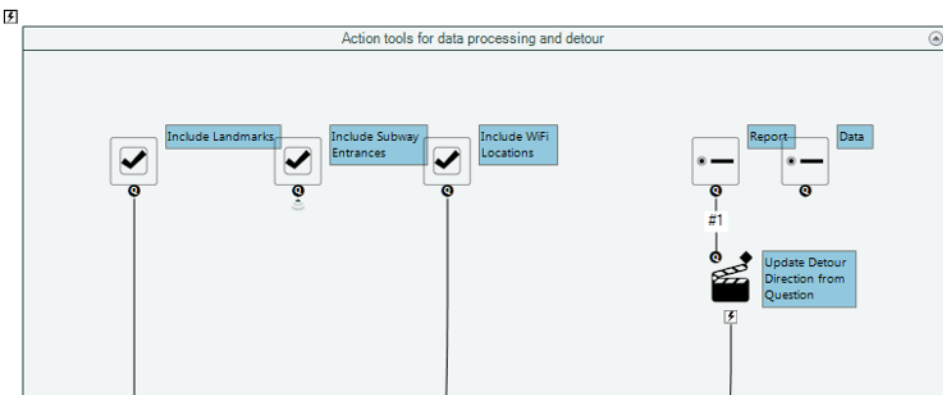 Action tools for data processing and detour
Include Landmarks
Include Subway
Entrances
Include WiFi
Locations
Report
Data
Q
Q
Q
Q
Q
#1
Q
Update Detour
Direction from
Question